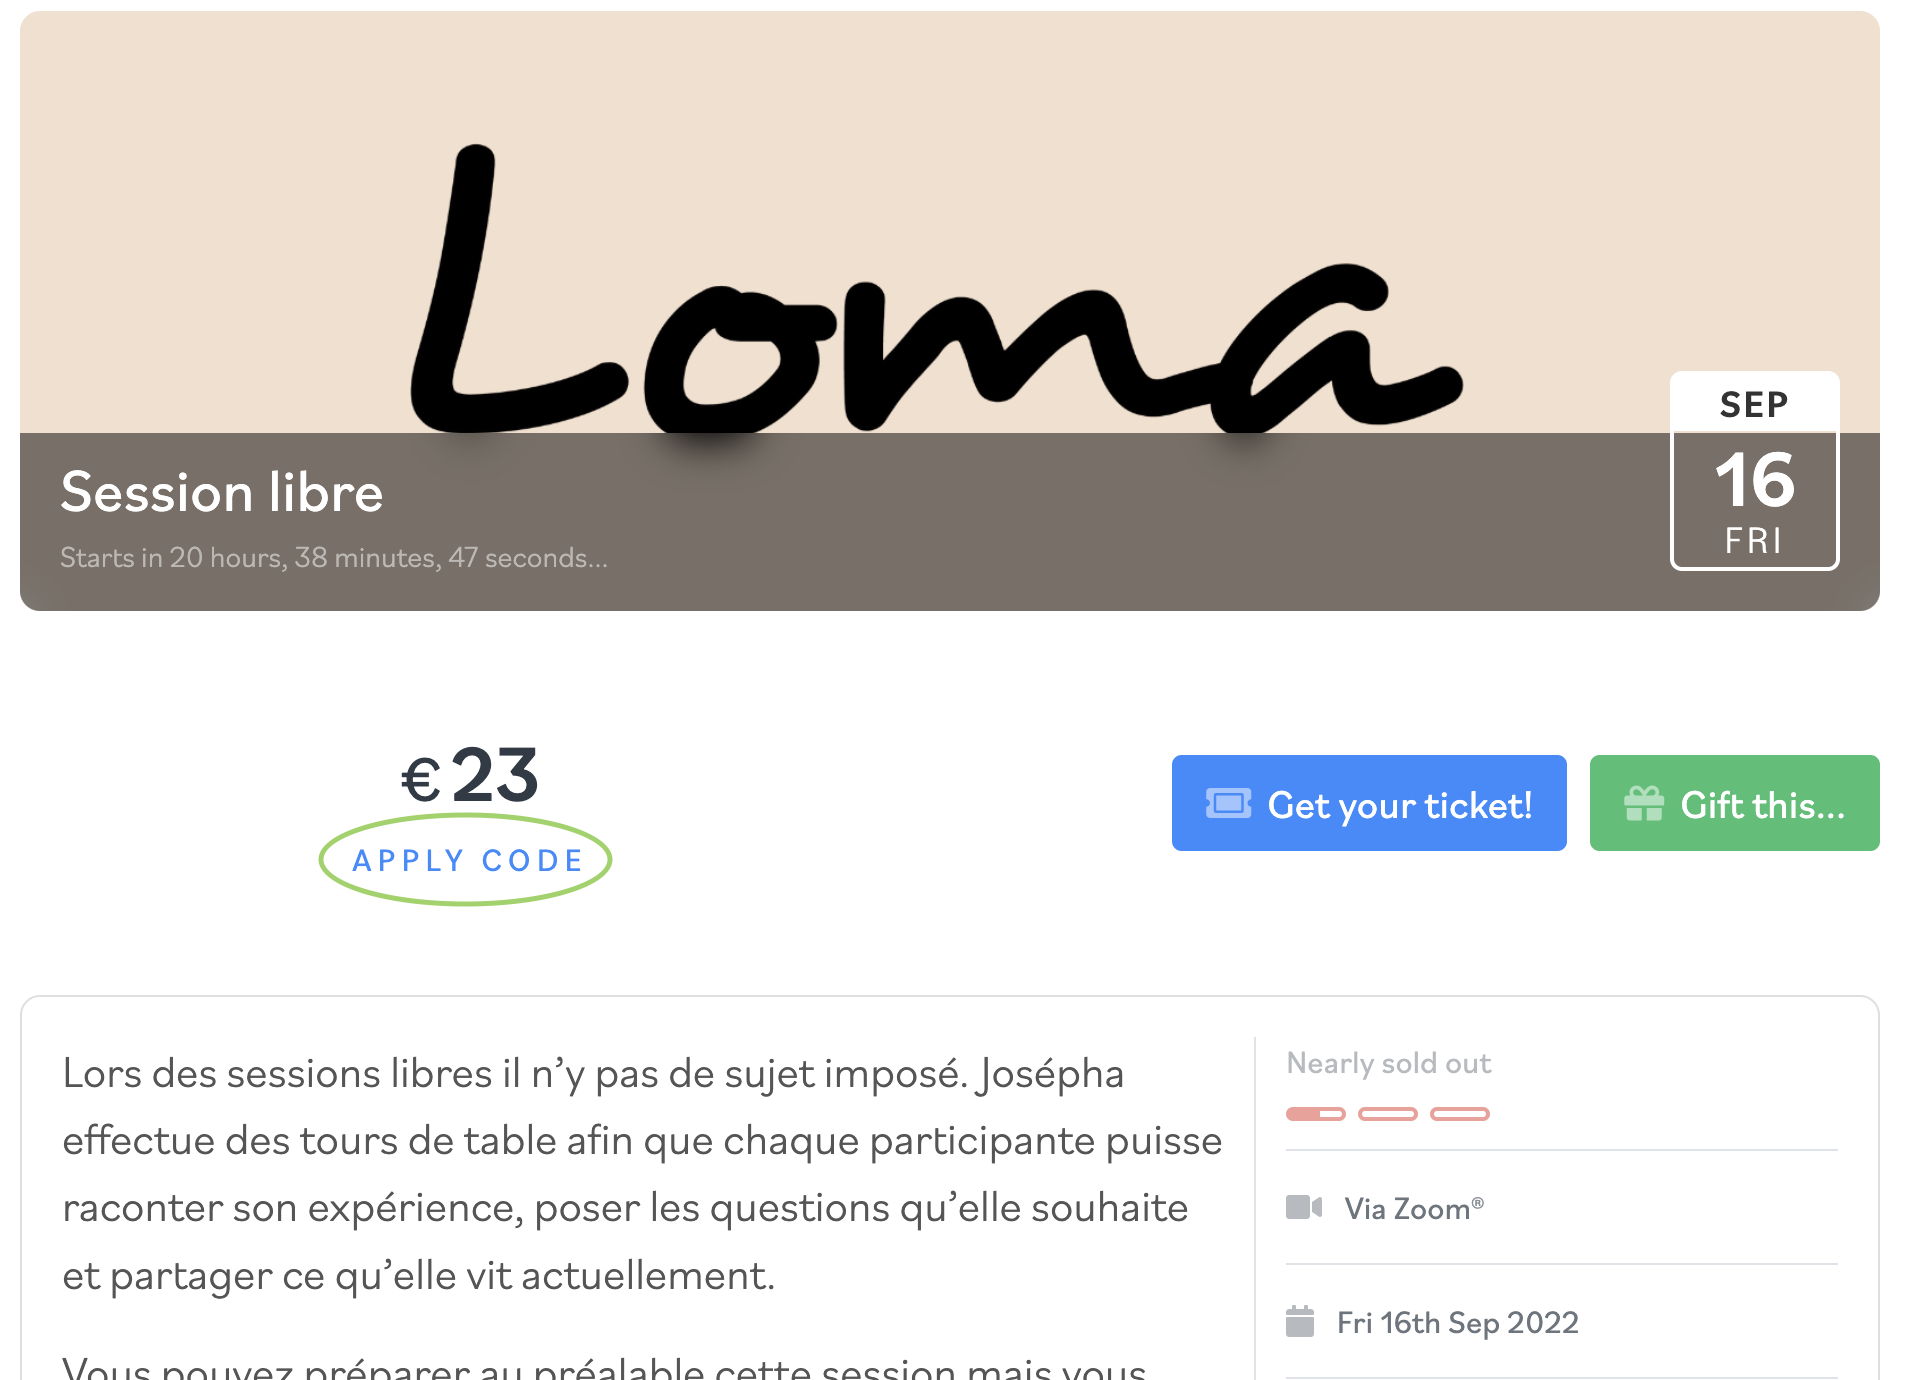 Loma
SEP
16
FRI
Session libre
Starts in 20 hours, 38 minutes, 47 seconds...
€23
APPLY CODE
Get your ticket!
Gift this...
Lors des sessions libres il n’y pas de sujet imposé. Josépha
effectue des tours de table afin que chaque participante puisse
raconter son expérience, poser les questions qu’elle souhaite
et partager ce qu’elle vit actuellement.
Vous pouvez préparer au préalable cette session mais vous
Nearly sold out
Via Zoom®
Fri 16th Sep 2022